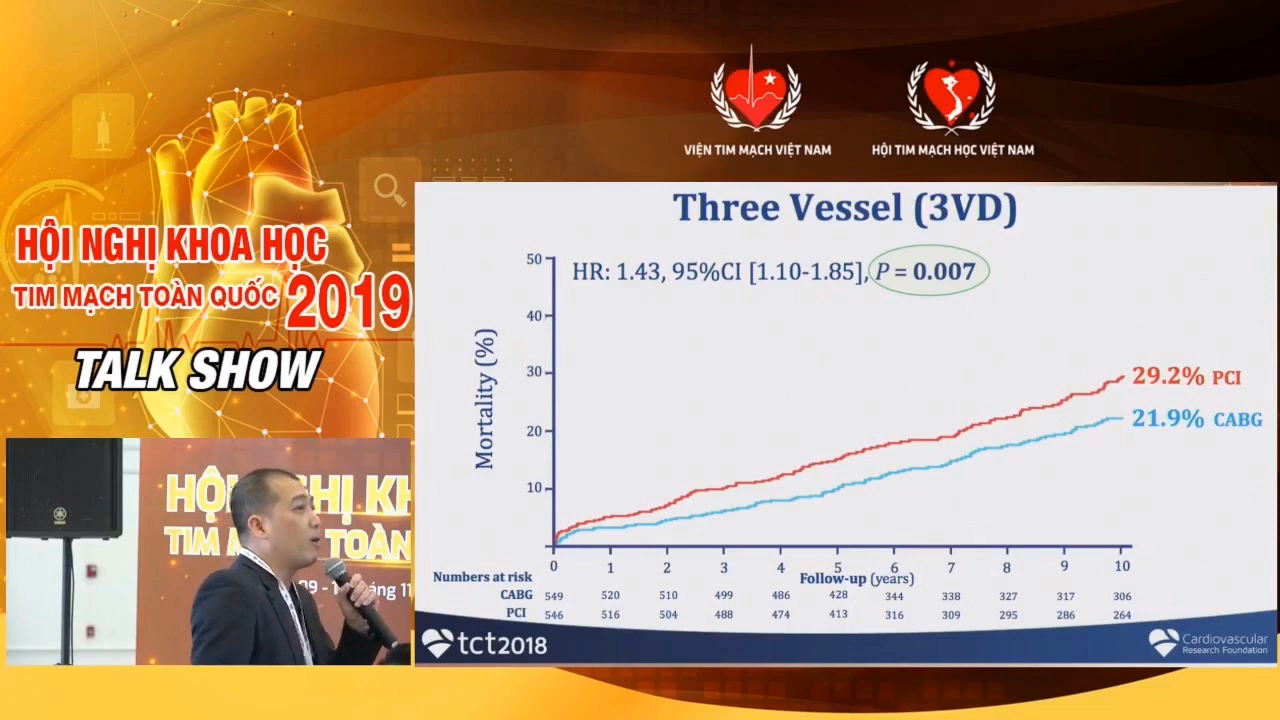 VIỆN TIM MẠCH VIỆT NAM
HỘI TIM MẠCH HỌC VIỆT NAM
HỘI NGHỊ KHOA HỌC
TIM MẠCH TOÀN QUỐC 2019
TALK SHOW
Three Vessel (3VD)
HR: 1.43, 95%CI [1.10-1.85], P = 0.007
Mortality (%)
50
40
30
20
10
29.2% PCI
21.9% CABG
0 1 2 3 4 5 6 7 8 9 10
Follow-up (years)
Numbers at risk
CABG 549 520 510 499 486 428 344 338 327 317 306
PCI 546 516 504 488 474 413 316 309 295 286 264
tct2018
Cardiovascular
Research Foundation
YAMAHA
TIM TOÀN